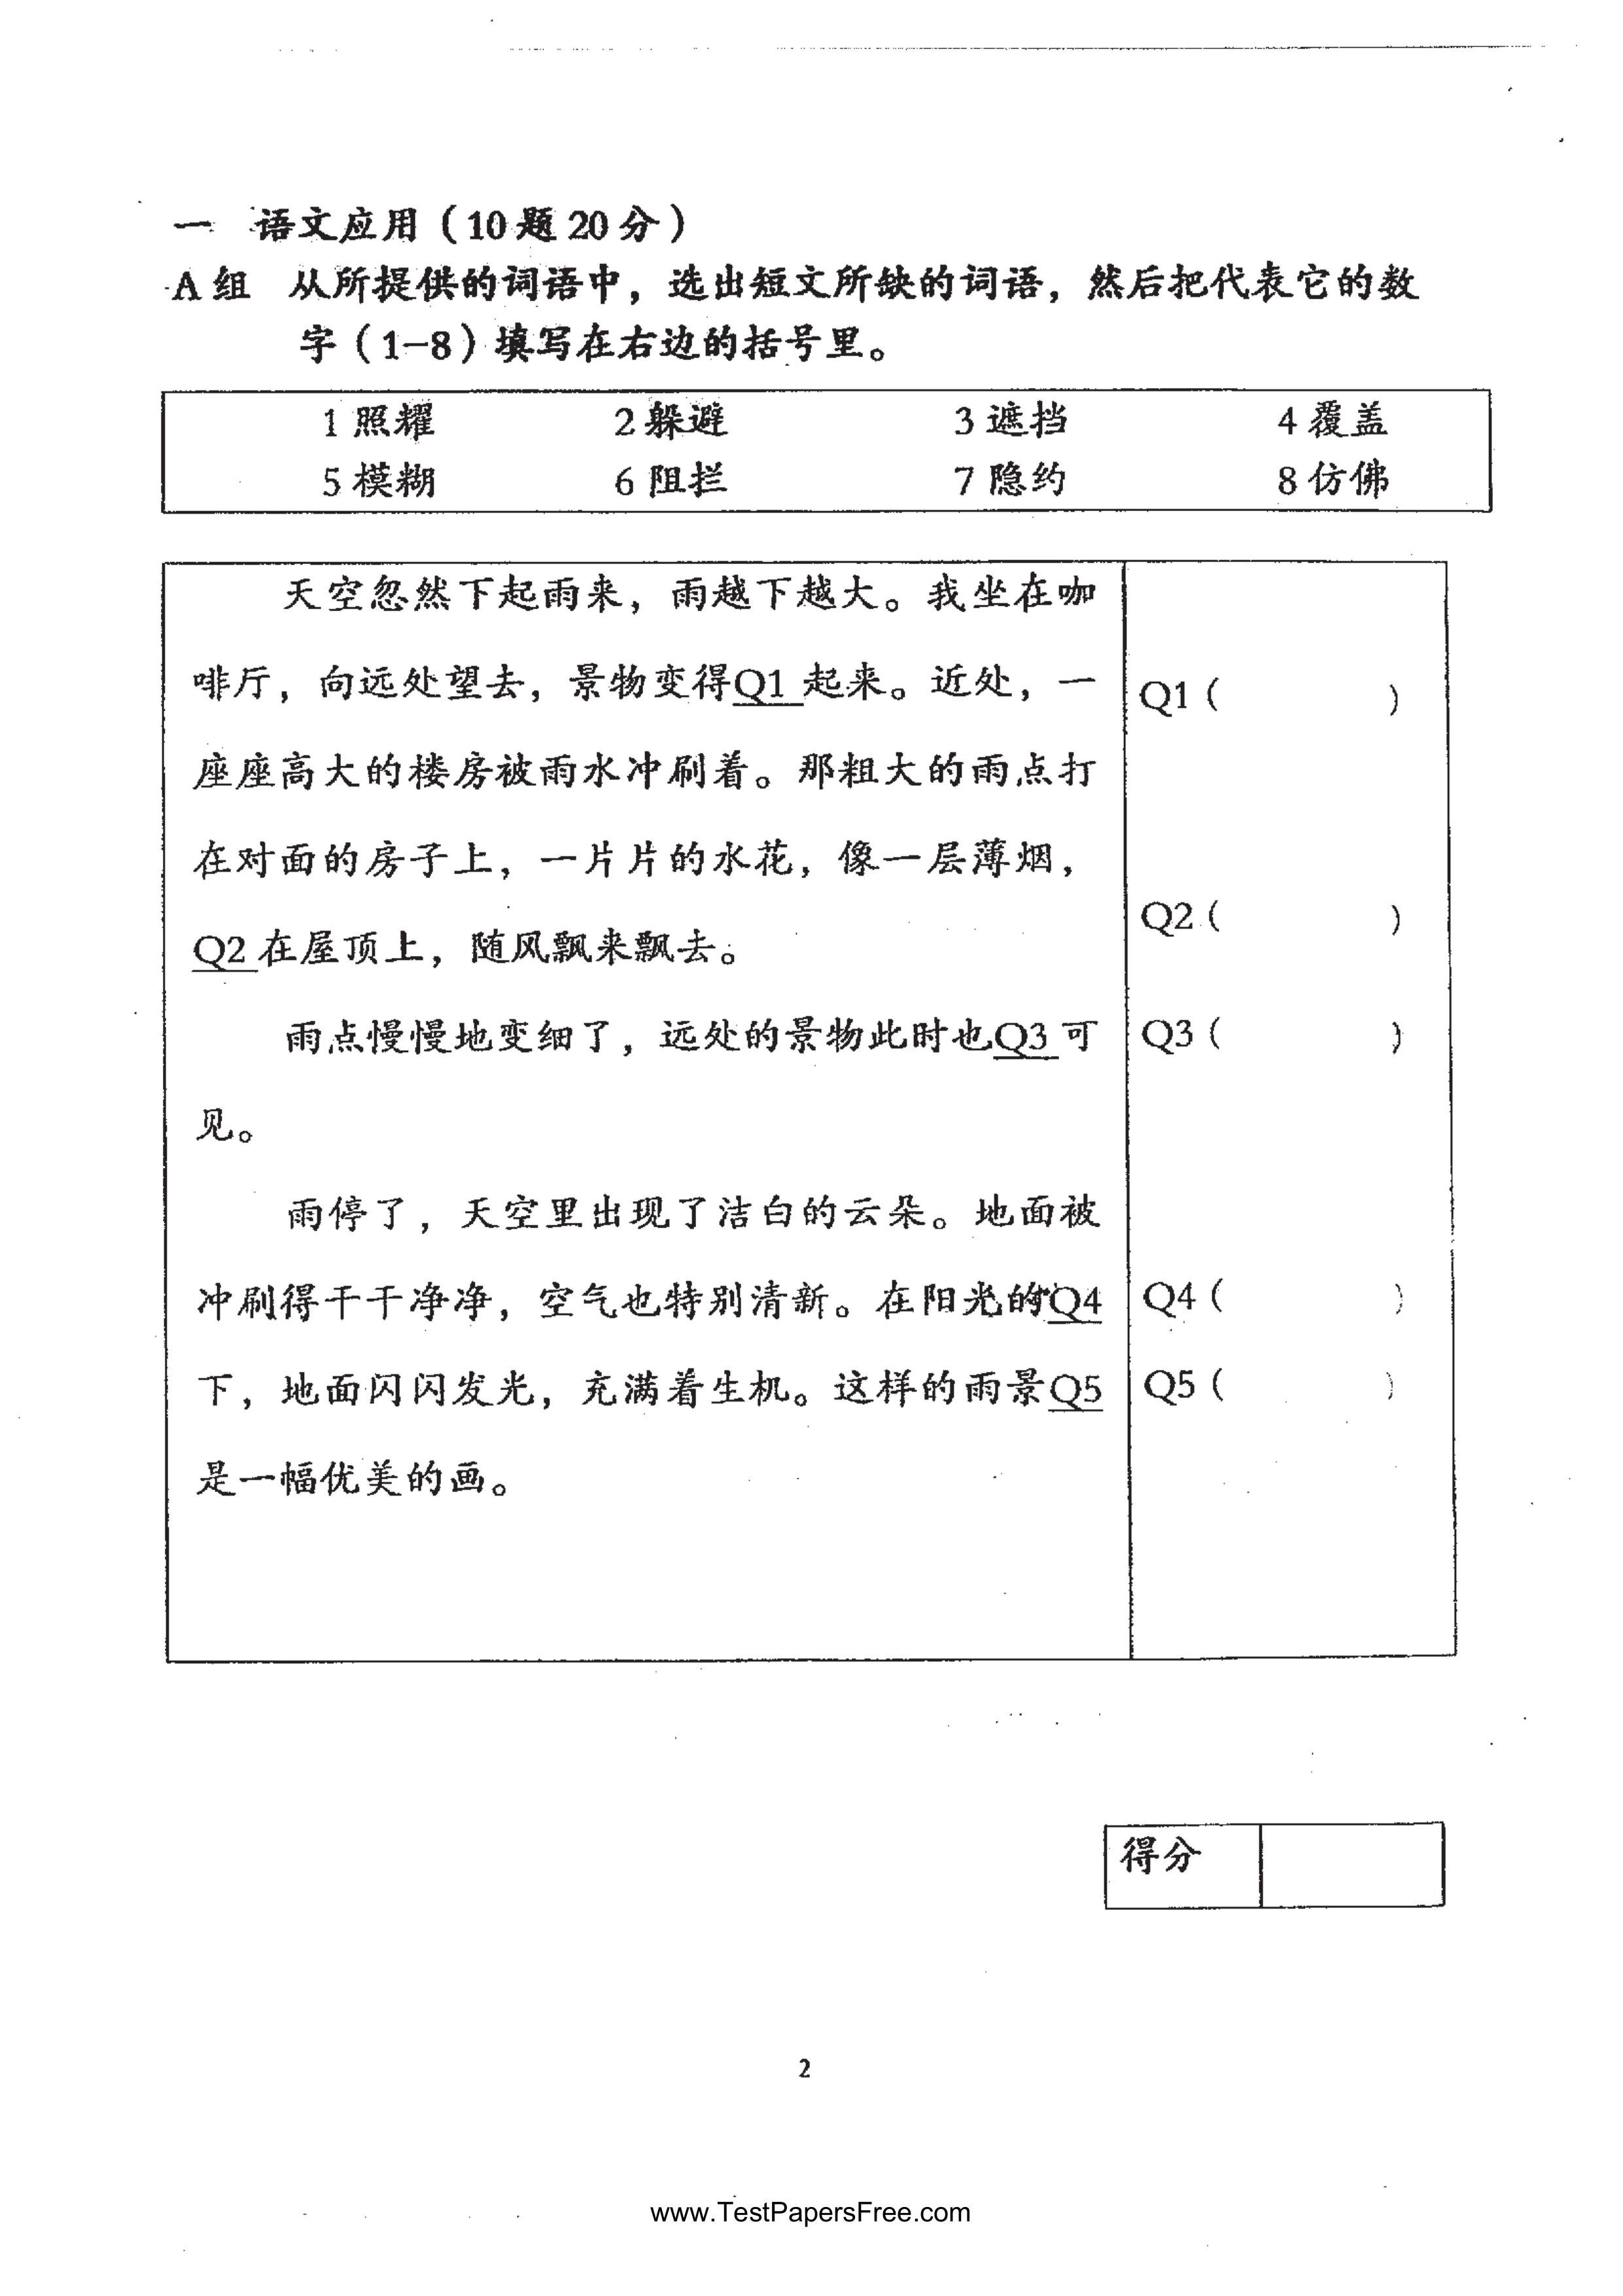 一 语文应用（10题20分）
A组 从所提供的词语中，选出短文所缺的词语，然后把代表它的数
字（1-8）填写在右边的括号里。
1 照耀 2 躲避 3 遮挡 4 覆盖
5 模糊 6 阻拦 7 隐约 8 仿佛
天空忽然下起雨来，雨越下越大。我坐在咖
啡厅，向远处望去，景物变得Q1 起来。近处，一
Q1（ ）
座座高大的楼房被雨水冲刷着。那粗大的雨点打
在对面的房子上，一片片的水花，像一层薄烟，
Q2在屋顶上，随风飘来飘去。
Q2（ ）
雨点慢慢地变细了，远处的景物此时也Q3 可
Q3（ ）
见。
雨停了，天空里出现了洁白的云朵。地面被
冲刷得干干净净，空气也特别清新。在阳光的Q4
Q4（ ）
下，地面闪闪发光，充满着生机。这样的雨景Q5
Q5（ ）
是一幅优美的画。
得分
2
www.TestPapersFree.com